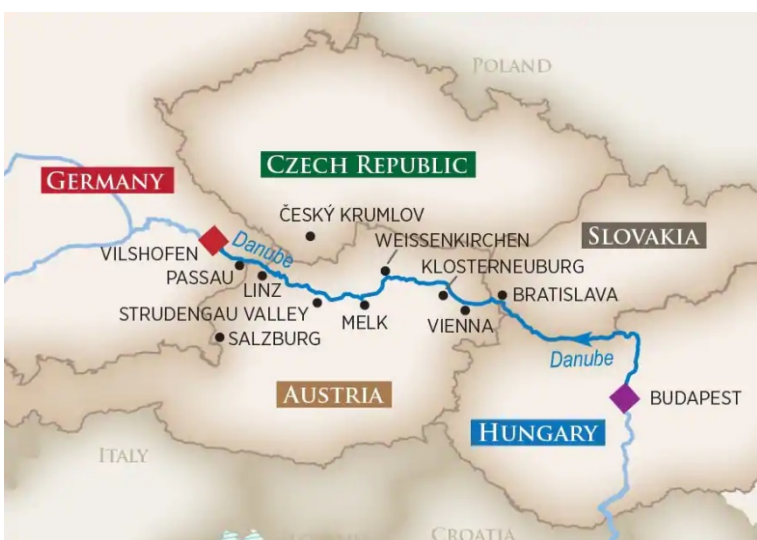 POLAND
CZECH REPUBLIC
GERMANY
ČESKÝ KRUMLOV
SLOVAKIA
WEISSENKIRCHEN
Danube
VILSHOFEN
KLOSTERNEUBURG
PASSAU
LINZ
BRATISLAVA
STRUDENGAU VALLEY
MELK
VIENNA
SALZBURG
Danube
AUSTRIA
BUDAPEST
HUNGARY
ITALY
CROATIA